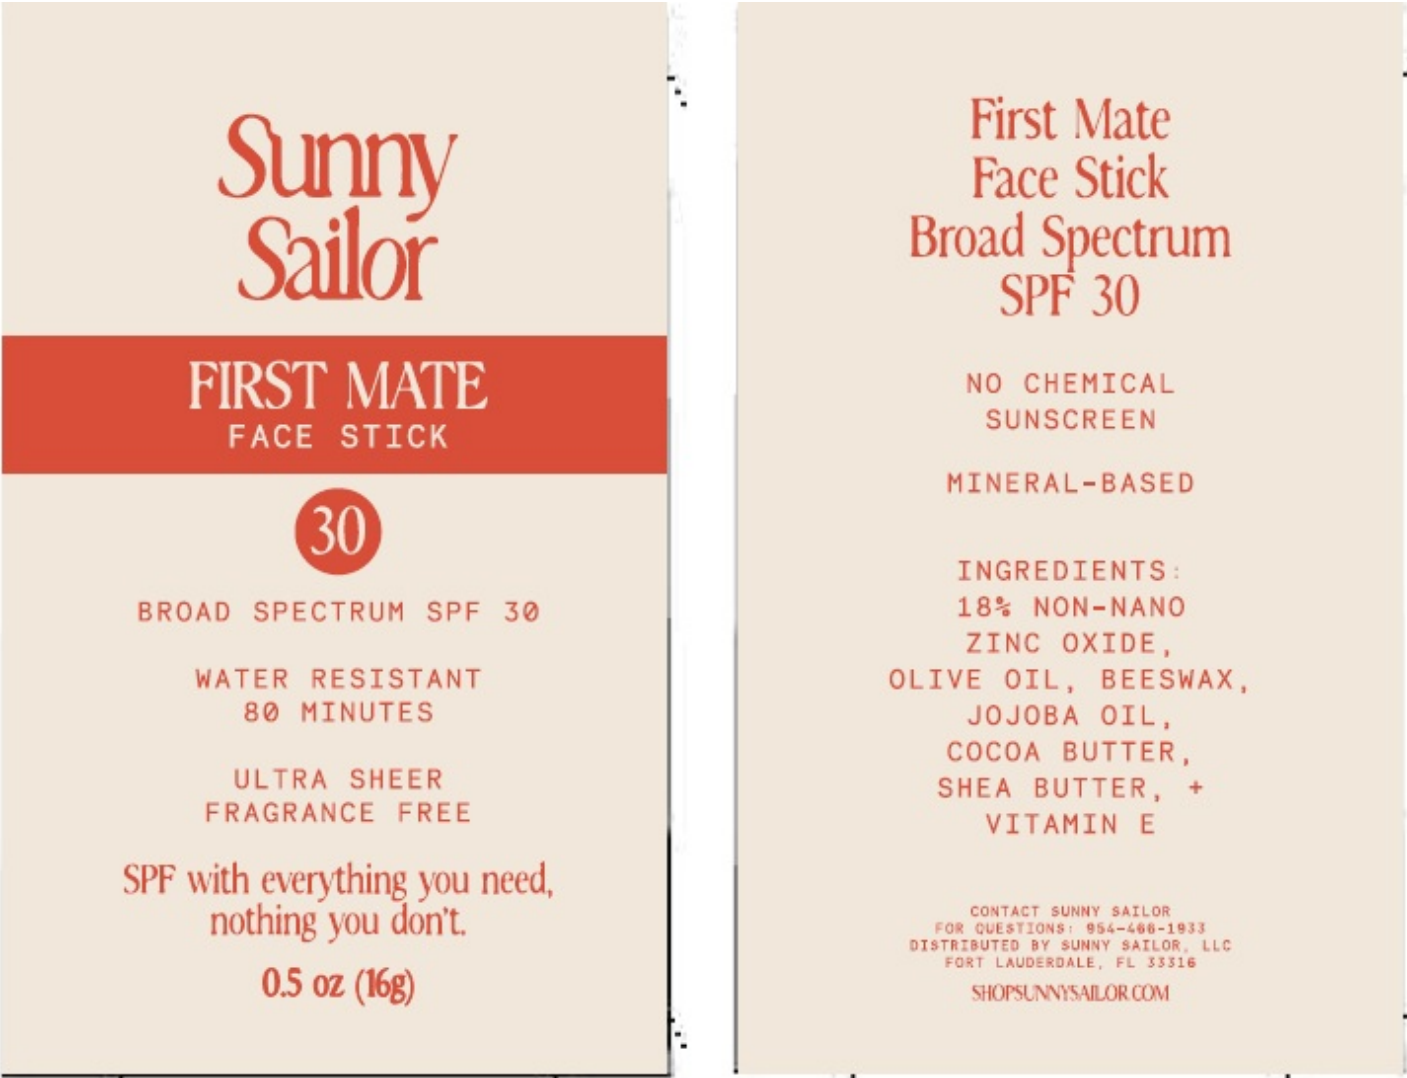 Sunny
Sailor
FIRST MATE
FACE STICK
30
BROAD SPECTRUM SPF 30
WATER RESISTANT
80 MINUTES
ULTRA SHEER
FRAGRANCE FREE
SPF with everything you need,
nothing you don't.
0.5 oz (16g)
First Mate
Face Stick
Broad Spectrum
SPF 30
NO CHEMICAL
SUNSCREEN
MINERAL-BASED
INGREDIENTS:
18% NON-NANO
ZINC OXIDE,
OLIVE OIL, BEESWAX,
JOJOBA OIL,
COCOA BUTTER,
SHEA BUTTER, +
VITAMIN E
CONTACT SUNNY SAILOR
FOR QUESTIONS: 954-466-1933
DISTRIBUTED BY SUNNY SAILOR, LLC
FORT LAUDERDALE, FL 33316
SHOPSUNNYSAILOR.COM